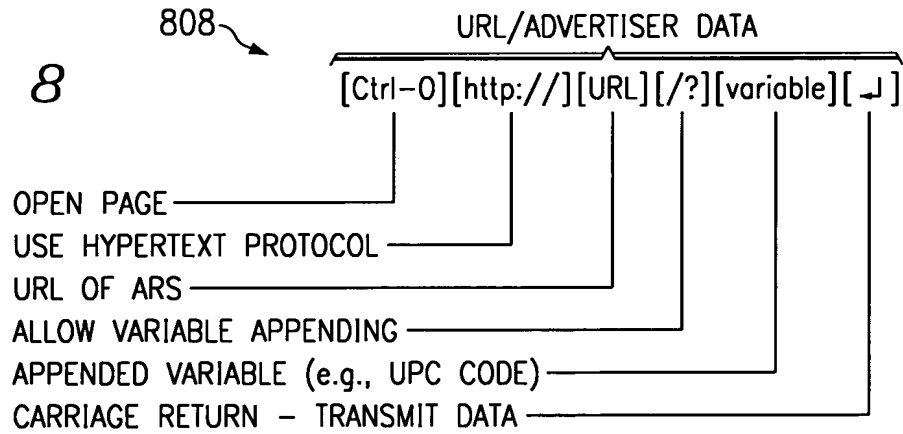 808
URL/ADVERTISER DATA
8
[Ctrl-O][http://][URL][/?][variable][↵]
OPEN PAGE
USE HYPERTEXT PROTOCOL
URL OF ARS
ALLOW VARIABLE APPENDING
APPENDED VARIABLE (e.g., UPC CODE)
CARRIAGE RETURN - TRANSMIT DATA